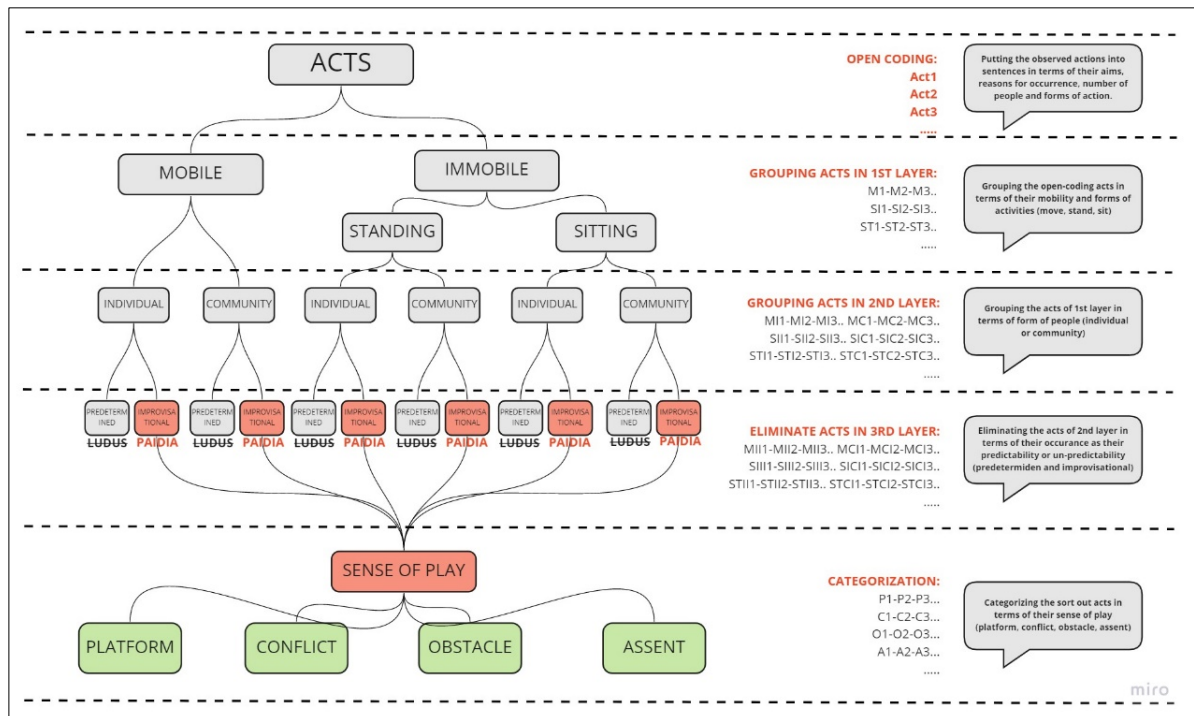 ACTS
OPEN CODING:
Act1
Act2
Act3
.....
Putting the observed actions into
sentences in terms of their aims,
reasons for occurrence, number of
people and forms of action.
MOBILE
IMMOBILE
STANDING
SITTING
GROUPING ACTS IN 1ST LAYER:
M1-M2-M3..
SI1-SI2-SI3..
ST1-ST2-ST3..
.....
Grouping the open-coding acts in
terms of their mobility and forms of
activities (move, stand, sit)
INDIVIDUAL
COMMUNITY
INDIVIDUAL
COMMUNITY
INDIVIDUAL
COMMUNITY
GROUPING ACTS IN 2ND LAYER:
MI1-MI2-MI3.. MC1-MC2-MC3..
SII1-SII2-SII3.. SIC1-SIC2-SIC3..
STI1-STI2-STI3.. STC1-STC2-STC3..
.....
Grouping the acts of 1st layer in
terms of form of people (individual
or community)
PREDETERM
INED
LUDUS
IMPROVISA
TIONAL
PAIDIA
PREDETERM
INED
LUDUS
IMPROVISA
TIONAL
PAIDIA
PREDETERM
INED
LUDUS
IMPROVISA
TIONAL
PAIDIA
PREDETERM
INED
LUDUS
IMPROVISA
TIONAL
PAIDIA
PREDETERM
INED
LUDUS
IMPROVISA
TIONAL
PAIDIA
PREDETERM
INED
LUDUS
IMPROVISA
TIONAL
PAIDIA
ELIMINATE ACTS IN 3RD LAYER:
MII1-MII2-MII3.. MCI1-MCI2-MCI3..
SIII1-SIII2-SIII3.. SICI1-SICI2-SICI3..
STII1-STII2-STII3.. STCI1-STCI2-STCI3..
.....
Eliminating the acts of 2nd layer in
terms of their occurance as their
predictability or un-predictability
(predetermiden and improvisational)
SENSE OF PLAY
PLATFORM
CONFLICT
OBSTACLE
ASSENT
CATEGORIZATION:
P1-P2-P3...
C1-C2-C3...
O1-O2-O3...
A1-A2-A3...
.....
Categorizing the sort out acts in
terms of their sense of play
(platform, conflict, obstacle, assent)
miro